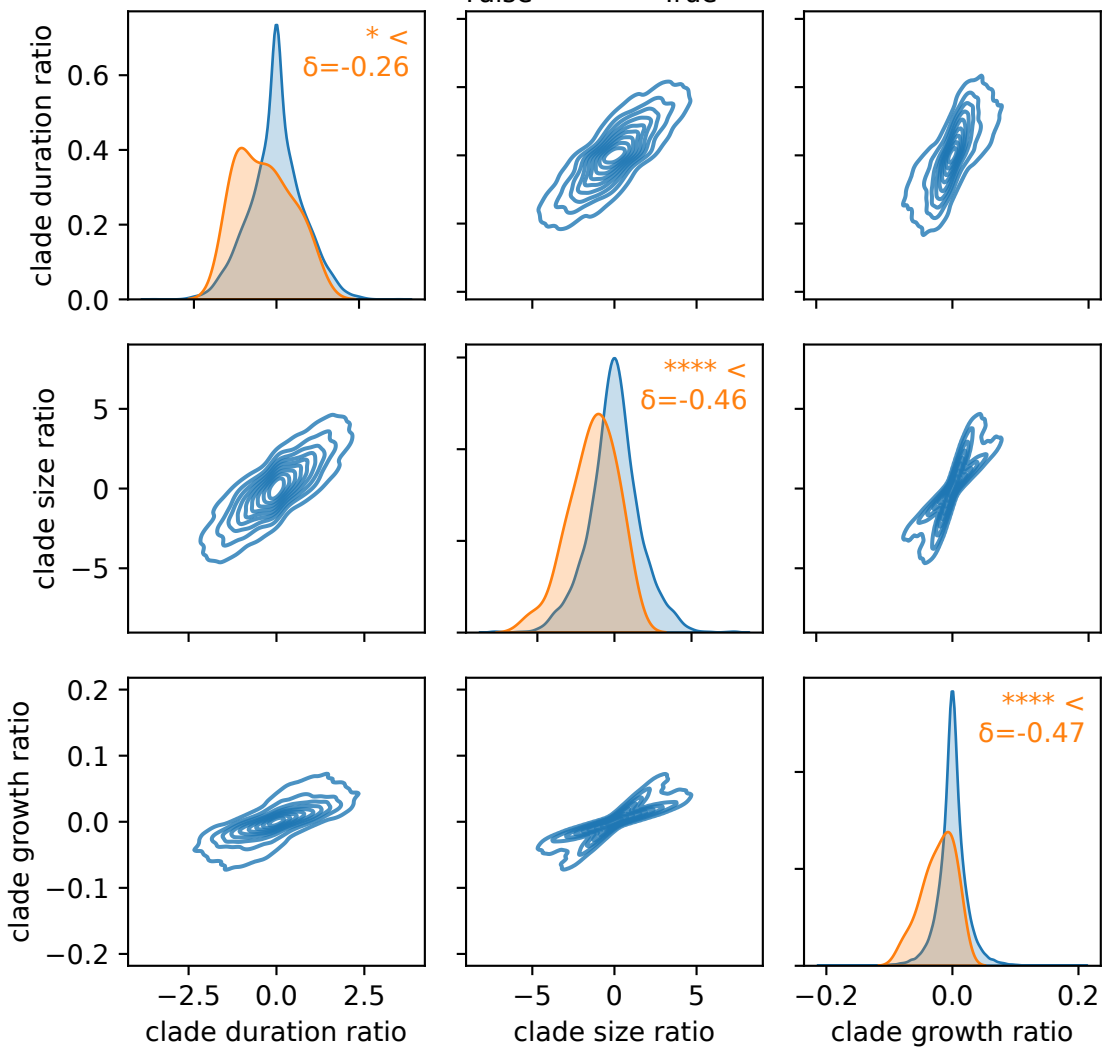 * <
δ=-0.26
clade duration ratio
0.6
0.4
0.2
0.0
**** <
δ=-0.46
clade size ratio
5
0
−5
**** <
δ=-0.47
clade growth ratio
0.2
0.1
0.0
−0.1
−0.2
−2.5 0.0 2.5
−5 0 5
−0.2 0.0 0.2
clade duration ratio
clade size ratio
clade growth ratio